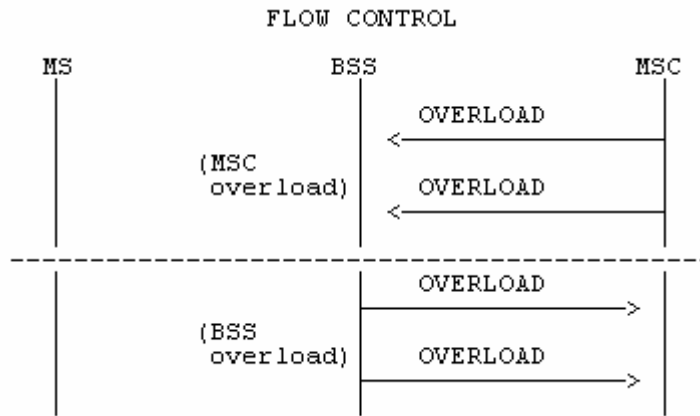 FLOW CONTROL
MS BSS MSC
OVERLOAD
(MSC
overload)
OVERLOAD
OVERLOAD
(BSS
overload)
OVERLOAD